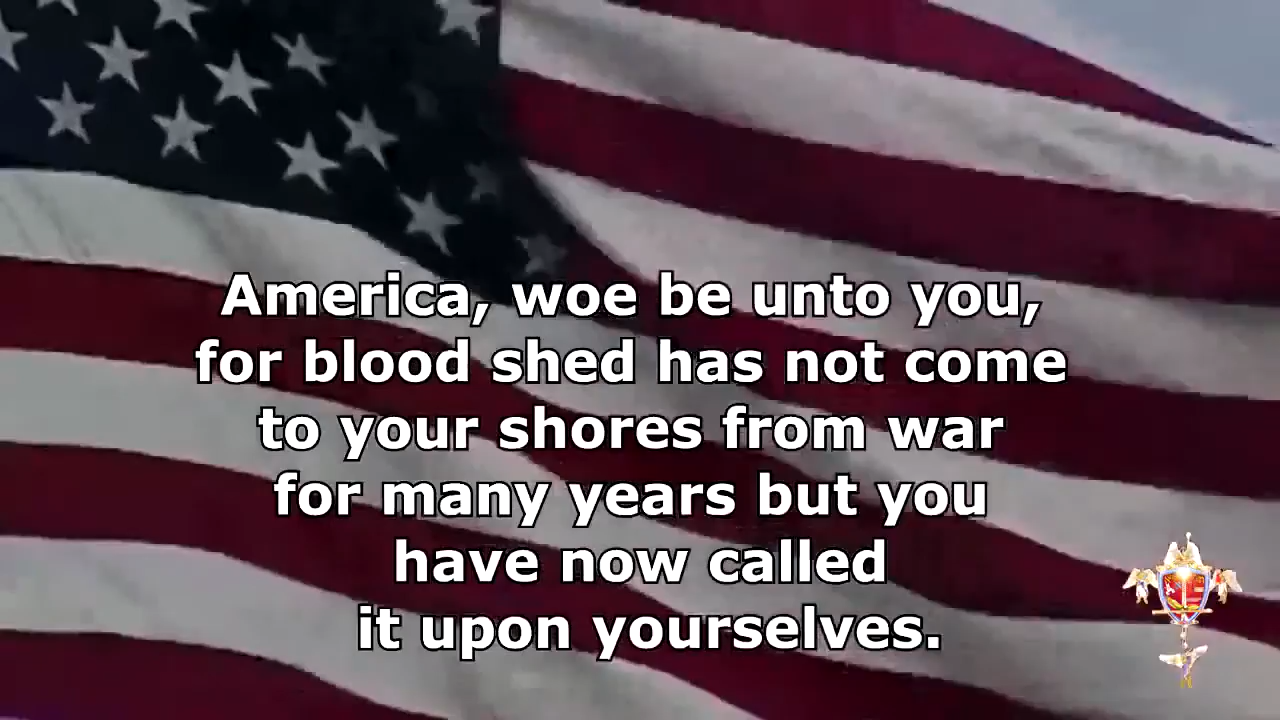 America, woe be unto you,
for blood shed has not come
to your shores from war
for many years but you
have now called
it upon yourselves.